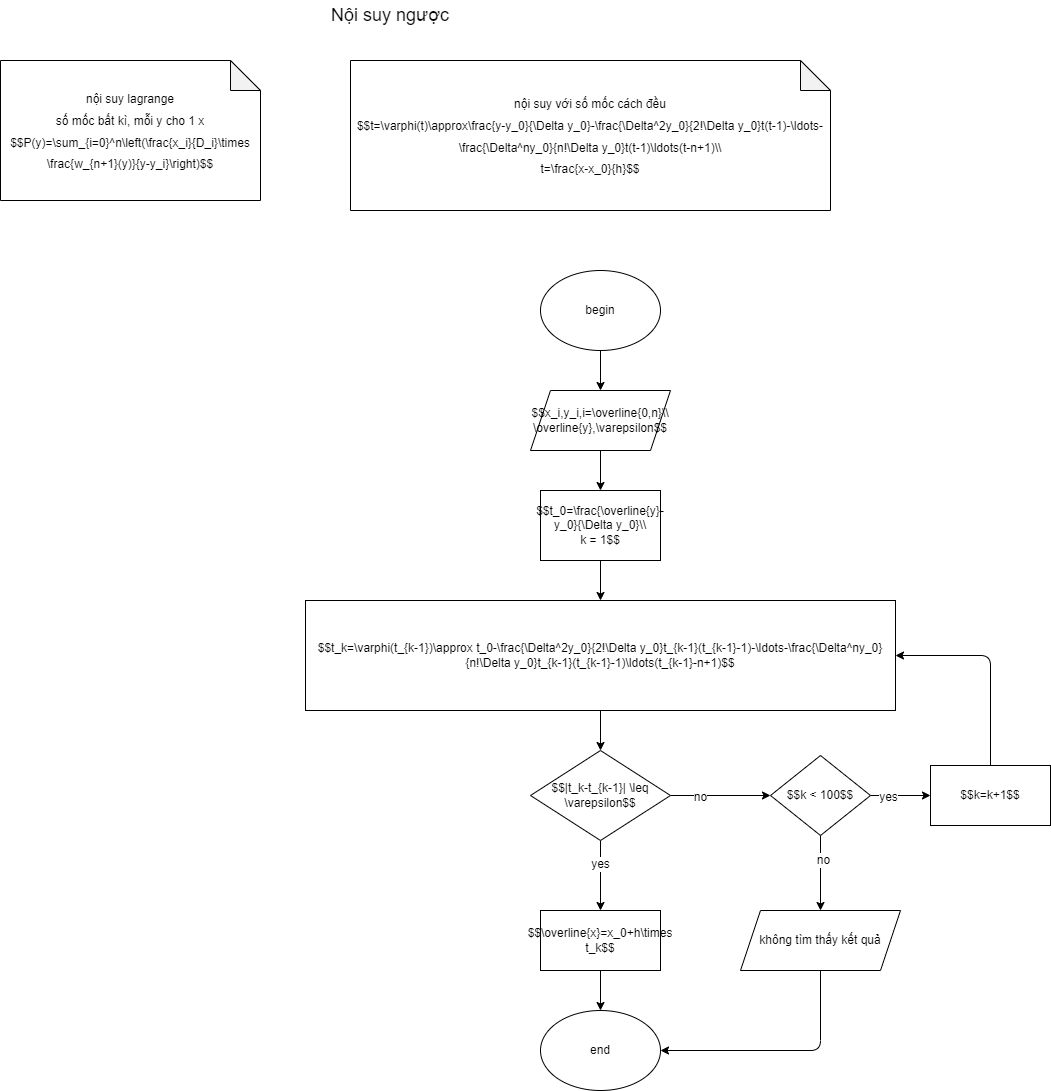 Nội suy ngược
nội suy lagrange
số mốc bất kì, mỗi y cho 1 x
$$P(y)=\sum_{i=0}^n\left(\frac{x_i}{D_i}\times
\frac{w_{n+1}(y)}{y-y_i}\right)$$
nội suy với số mốc cách đều
$$t=\varphi(t)\approx\frac{y-y_0}{\Delta y_0}-\frac{\Delta^2y_0}{2!\Delta y_0}t(t-1)-\ldots-
\frac{\Delta^ny_0}{n!\Delta y_0}t(t-1)\ldots(t-n+1)\\
t=\frac{x-x_0}{h}$$
begin
$$x_i,y_i,i=\overline{0,n}\\
\overline{y},\varepsilon$$
$$t_0=\frac{\overline{y}-
y_0}{\Delta y_0}\\
k = 1$$
$$t_k=\varphi(t_{k-1})\approx t_0-\frac{\Delta^2y_0}{2!\Delta y_0}t_{k-1}(t_{k-1}-1)-\ldots-\frac{\Delta^ny_0}
{n!\Delta y_0}t_{k-1}(t_{k-1}-1)\ldots(t_{k-1}-n+1)$$
$$|t_k-t_{k-1}| \leq
\varepsilon$$
no
$$k < 100$$
yes
$$k=k+1$$
yes
no
$$\overline{x}=x_0+h\times
t_k$$
không tìm thấy kết quả
end